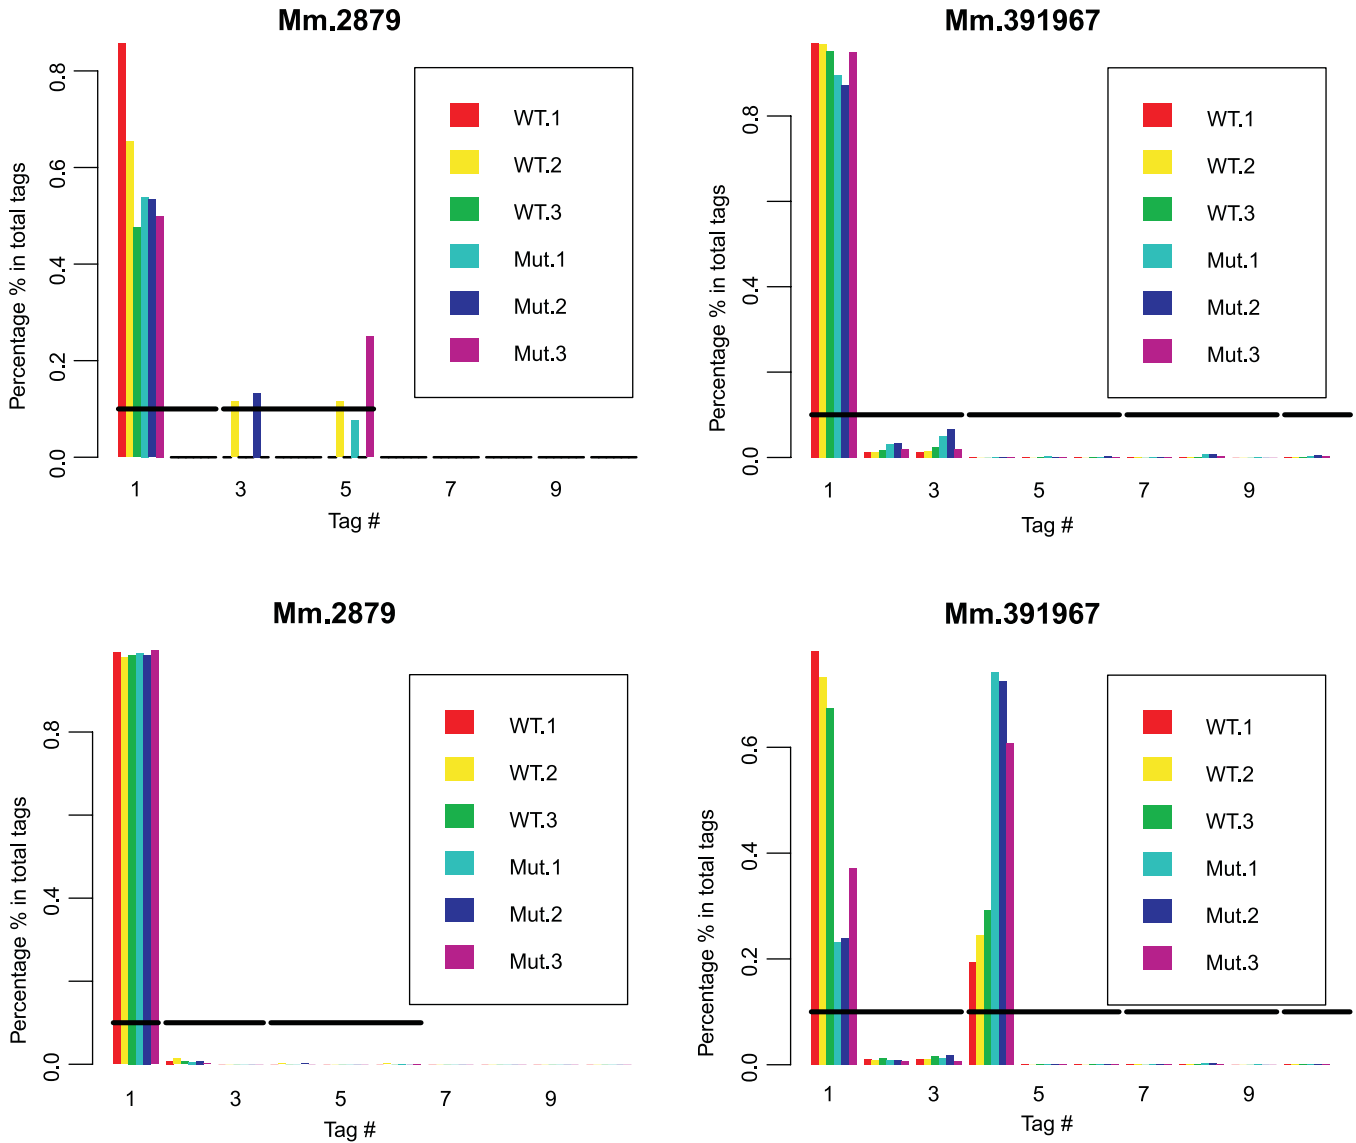 Mm.2879
Percentage % in total tags
0.8
0.6
0.4
0.2
0.0
1 3 5 7 9
Tag #
WT.1
WT.2
WT.3
Mut.1
Mut.2
Mut.3
Mm.391967
Percentage % in total tags
0.8
0.4
0.0
1 3 5 7 9
Tag #
WT.1
WT.2
WT.3
Mut.1
Mut.2
Mut.3
Mm.2879
Percentage % in total tags
0.8
0.4
0.0
1 3 5 7 9
Tag #
WT.1
WT.2
WT.3
Mut.1
Mut.2
Mut.3
Mm.391967
Percentage % in total tags
0.6
0.4
0.2
0.0
1 3 5 7 9
Tag #
WT.1
WT.2
WT.3
Mut.1
Mut.2
Mut.3